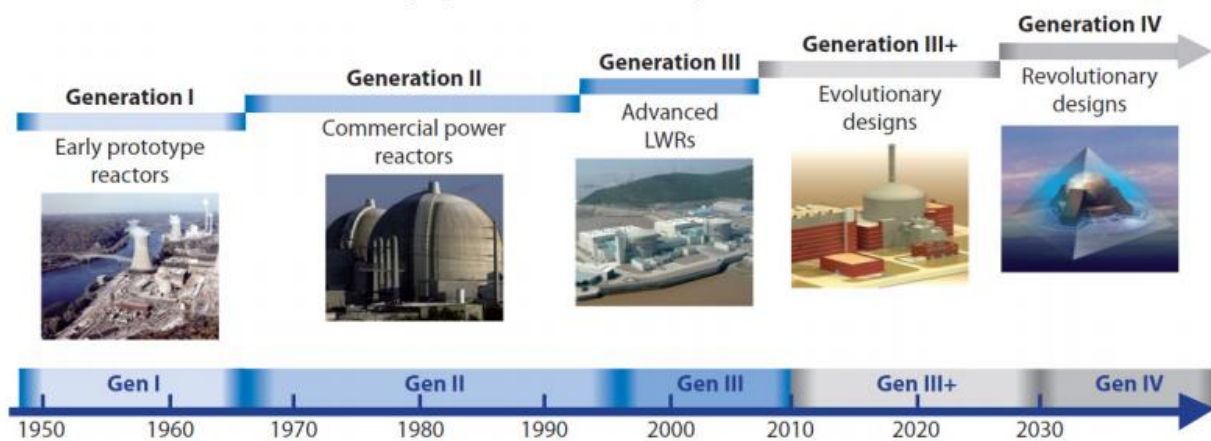 Generation I
Early prototype
reactors
Generation II
Commercial power
reactors
Generation III
Advanced
LWRs
Generation III+
Evolutionary
designs
Generation IV
Revolutionary
designs
Gen I
Gen II
Gen III
Gen III+
Gen IV
1950
1960
1970
1980
1990
2000
2010
2020
2030